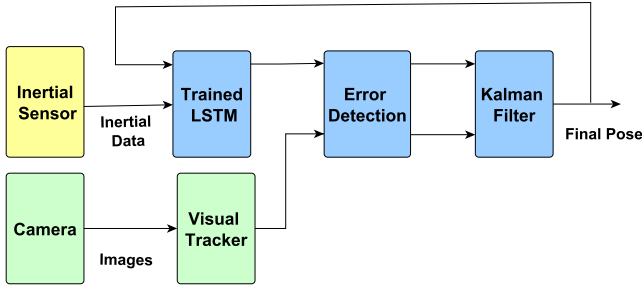 Inertial
Sensor
Inertial
Data
Trained
LSTM
Error
Detection
Kalman
Filter
Final Pose
Camera
Images
Visual
Tracker